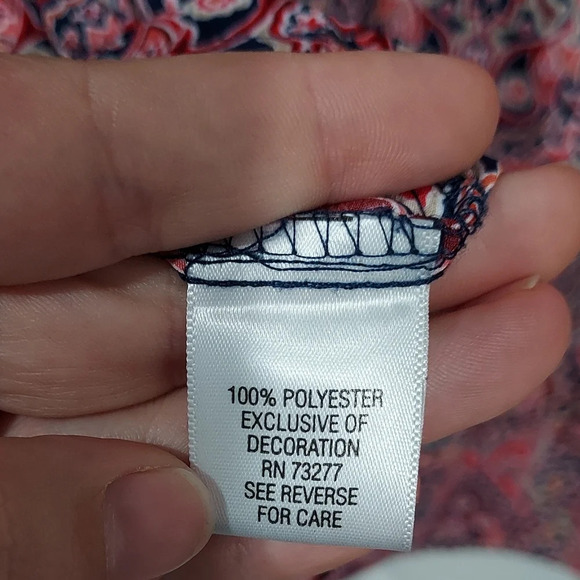 100% POLYESTER
EXCLUSIVE OF
DECORATION
RN 73277
SEE REVERSE
FOR CARE